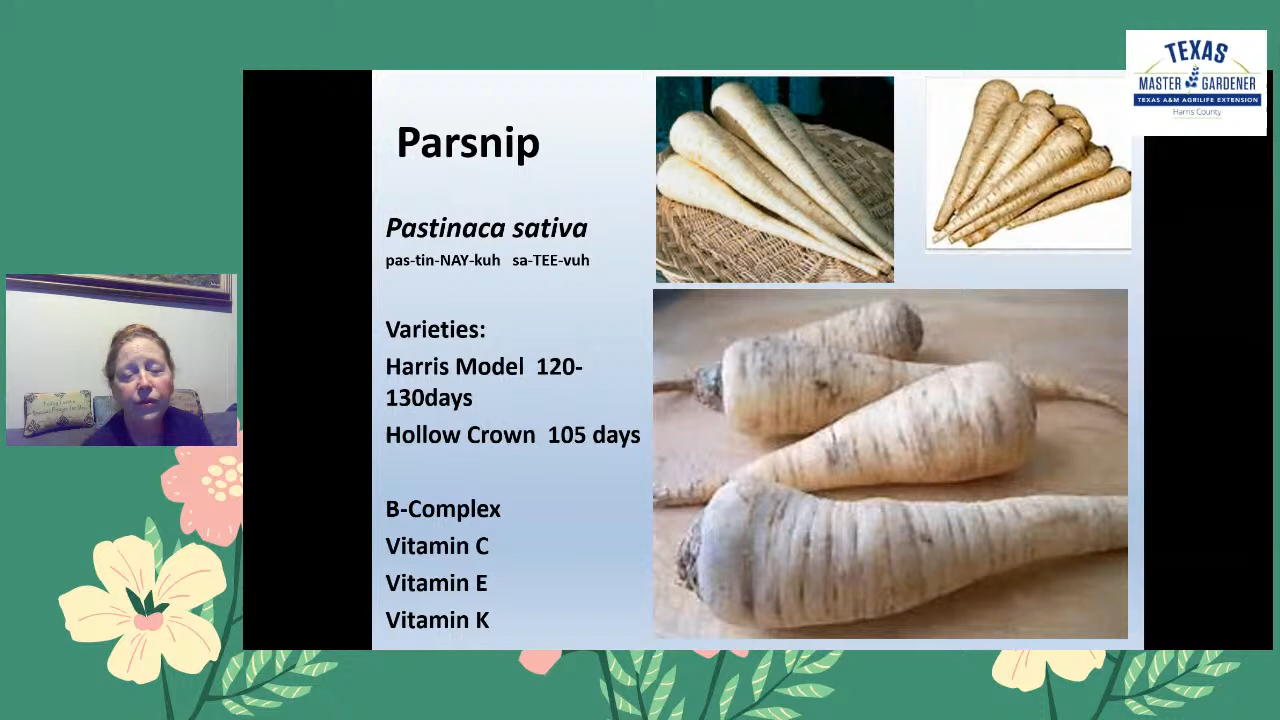 Parsnip
Pastinaca sativa
pas-tin-NAY-kuh sa-TEE-vuh
Varieties:
Harris Model 120-
130days
Hollow Crown 105 days
B-Complex
Vitamin C
Vitamin E
Vitamin K
TEXAS
MASTER GARDENER
TEXAS A&M AGRILIFE EXTENSION
Harris County